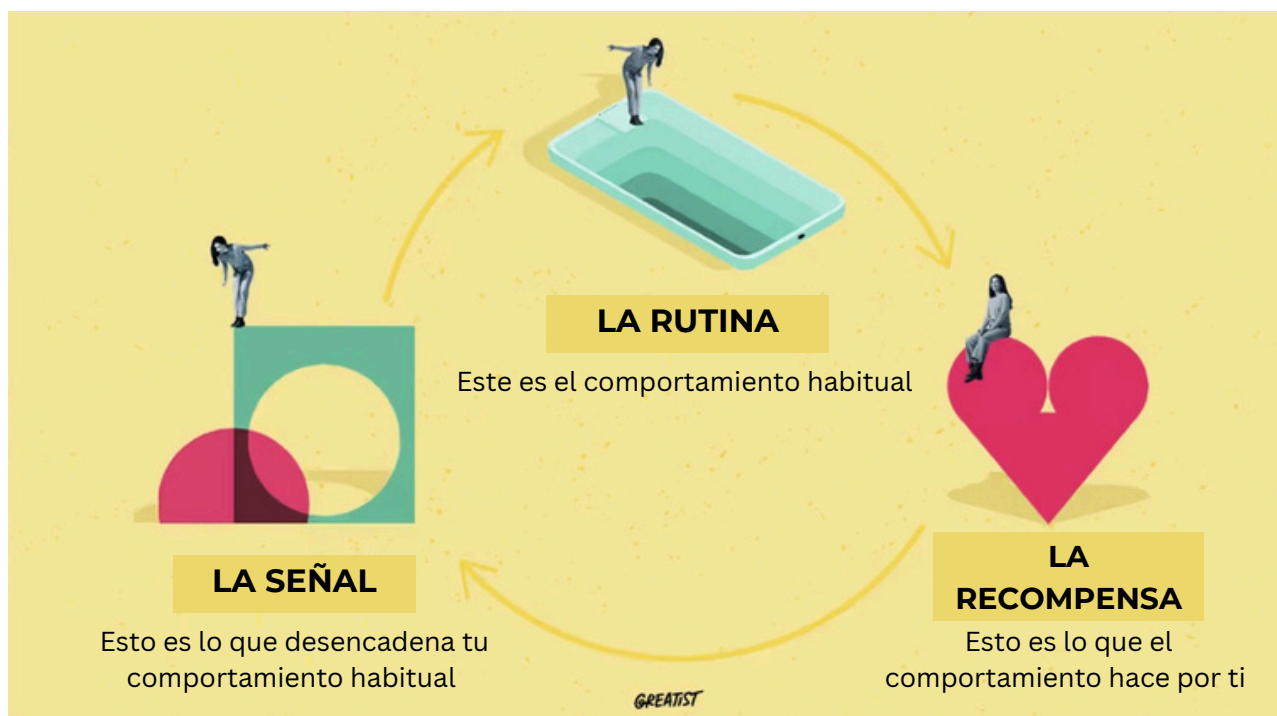 LA RUTINA
Este es el comportamiento habitual
LA SEÑAL
Esto es lo que desencadena tu
comportamiento habitual
LA
RECOMPENSA
Esto es lo que el
comportamiento hace por ti
GREATIST